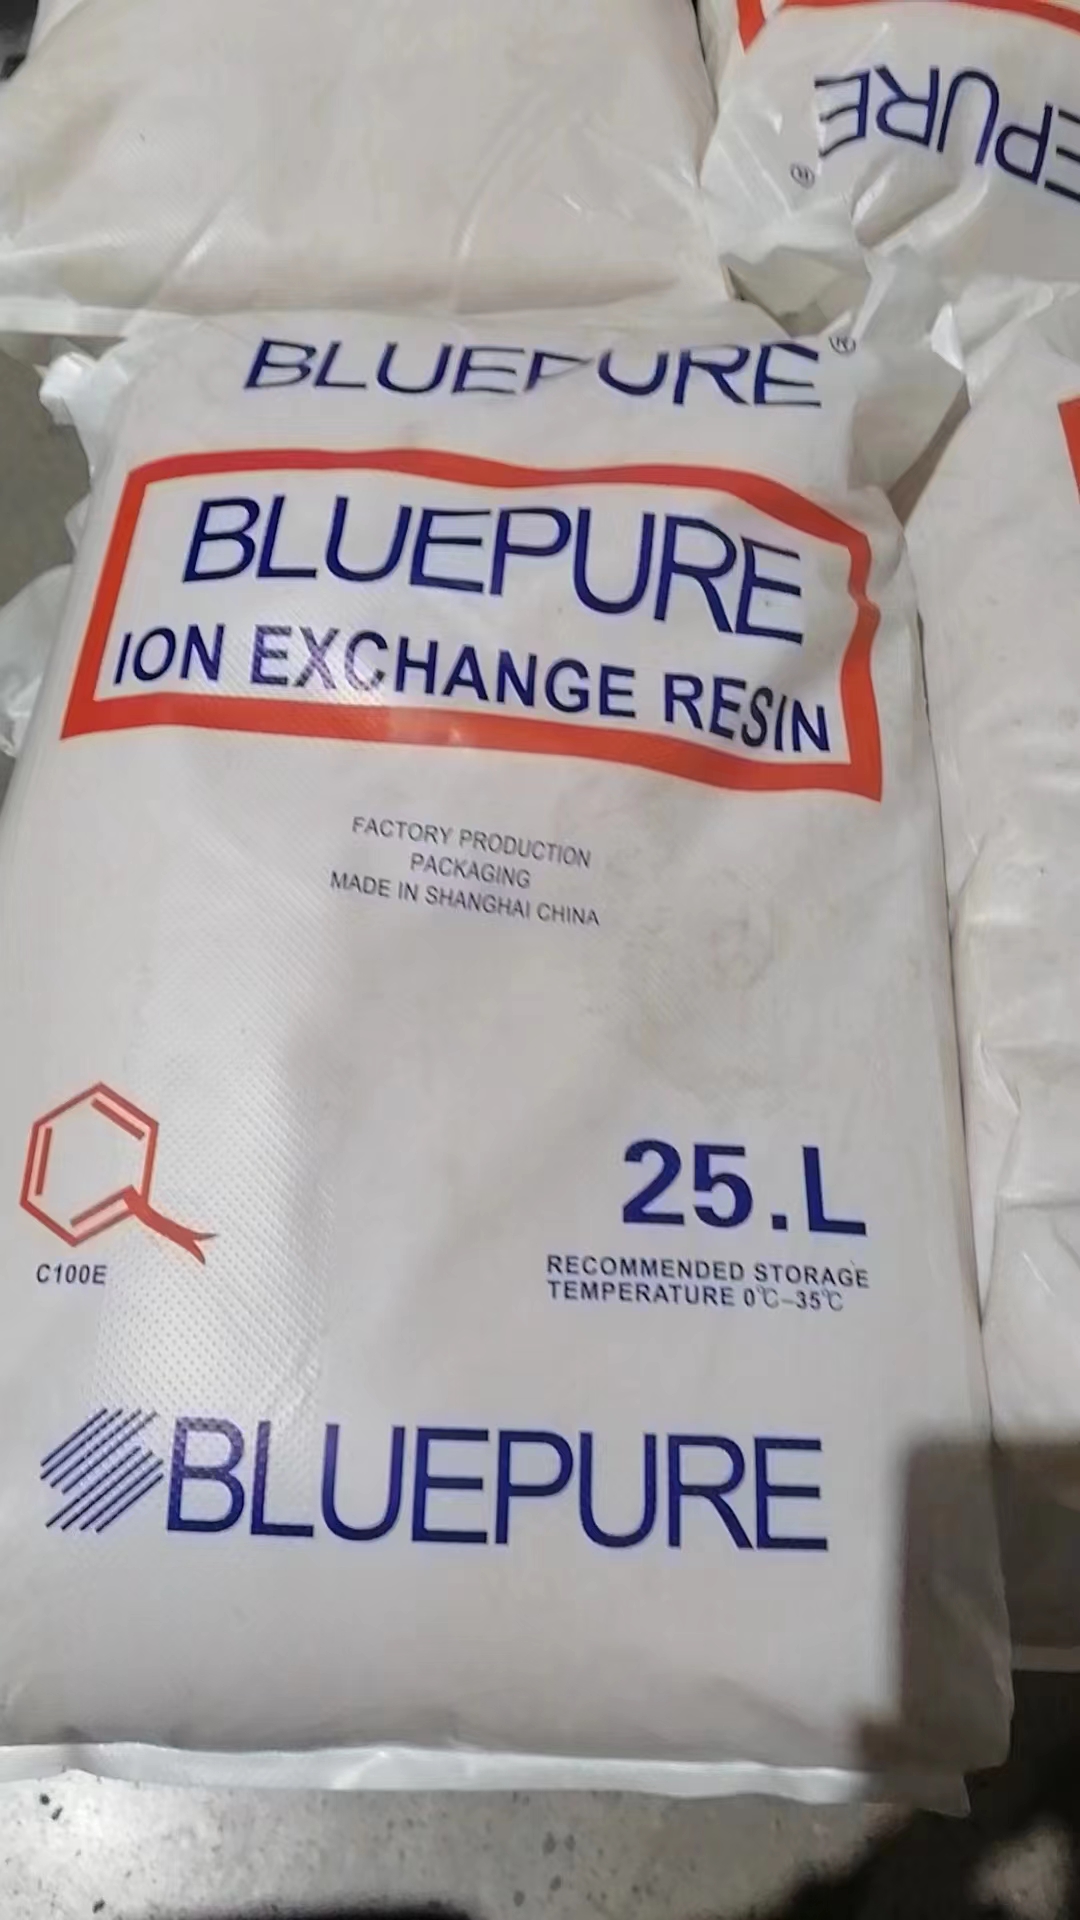 EPURE
®
BLUEPURE®
BLUEPURE
ION EXCHANGE RESIN
FACTORY PRODUCTION
PACKAGING
MADE IN SHANGHAI CHINA
25.L
C100E
RECOMMENDED STORAGE
TEMPERATURE 0℃-35℃
BLUEPURE